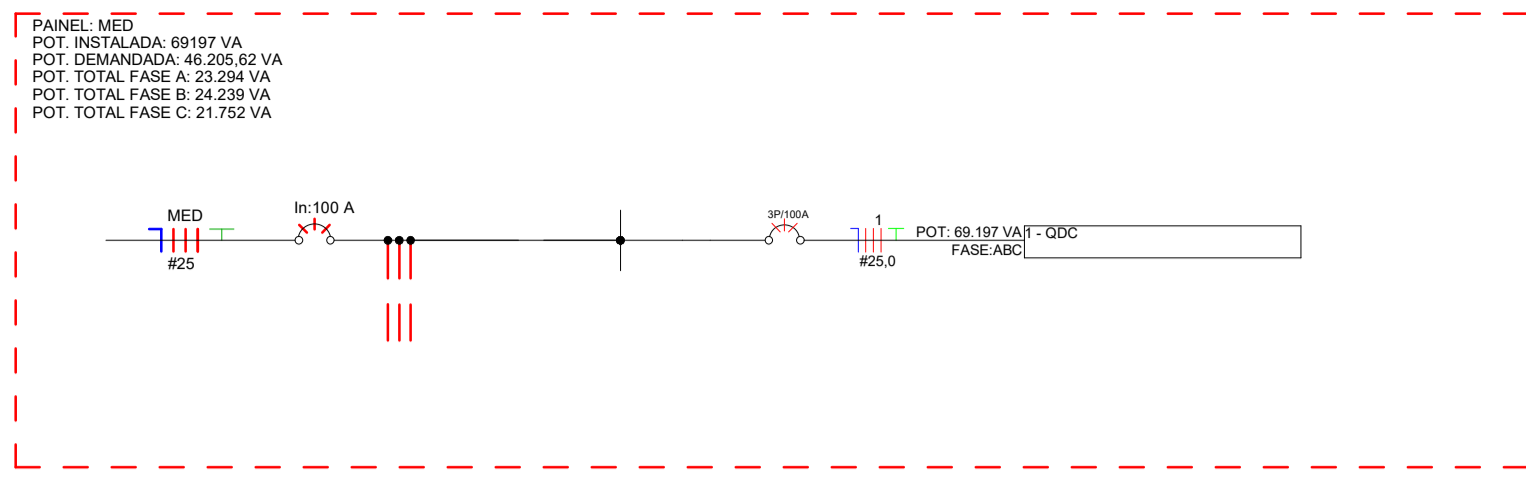 PAINEL: MED
POT. INSTALADA: 69197 VA
POT. DEMANDADA: 46.205,62 VA
POT. TOTAL FASE A: 23.294 VA
POT. TOTAL FASE B: 24.239 VA
POT. TOTAL FASE C: 21.752 VA
MED
#25
In:100 A
3P/100A
1
#25,0
POT: 69.197 VA
FASE:ABC
1 - QDC